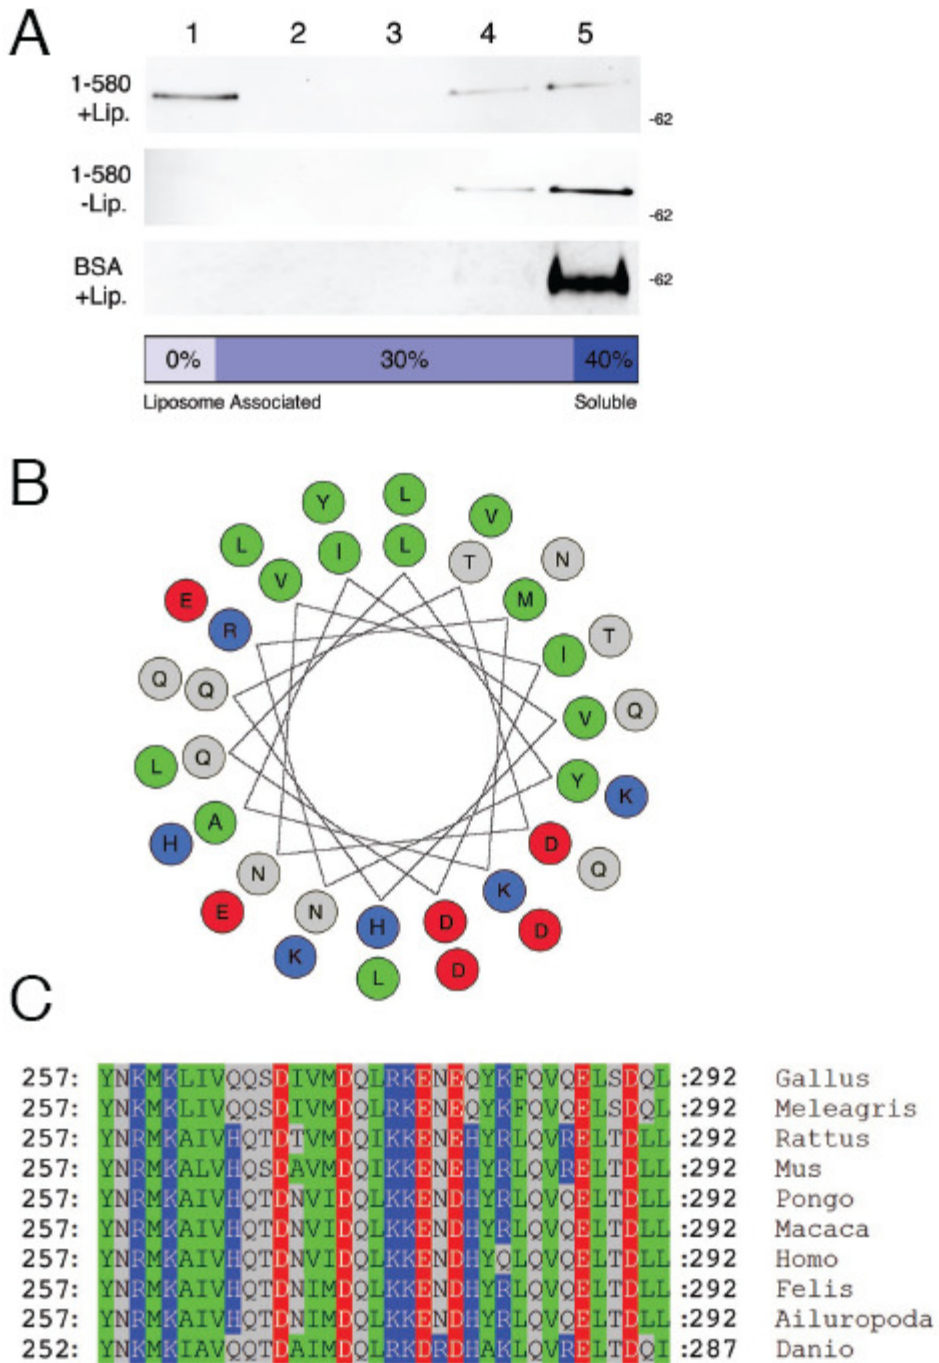 A
1 2 3 4 5
1-580
+Lip.
-62
1-580
-Lip.
-62
BSA
+Lip.
-62
0% 30% 40%
Liposome Associated Soluble
B
Y L V
L I L T N
V M
E R I T
Q Q V Q
L Q Y K
H A D Q
N K
E N H D D
K L D
C
257: YNKMKLIVQQSDIVMDQLRKENEQYKFQVQELSDQL :292 Gallus
257: YNKMKLIVQQSDIVMDQLRKENEQYKFQVQELSDQL :292 Meleagris
257: YNRMKAIVHQTDTVMDQIKKENEHYRLQVRELTDLL :292 Rattus
257: YNRMKALVHQSDAVMDQIKKENEHYRLQVRELTDLL :292 Mus
257: YNRMKAIVHQTDNVIDQLKKENDHYRLQVQELTDLL :292 Pongo
257: YNRMKAIVHQTDNVIDQLKKENDHYRLQVQELTDLL :292 Macaca
257: YNRMKAIVHQTDNVIDQLKKENDHYQLQVQELTDLL :292 Homo
257: YNRMKAIVHQTDNIMDQLKKENDHYRLQVQELTDLL :292 Felis
257: YNRMKAIVHQTDNIMDQLKKENDHYRLQVQELTDLL :292 Ailuropoda
252: YNKMKIAVQQTDAIMDQLRKDRDHAKLQVRELTDQI :287 Danio